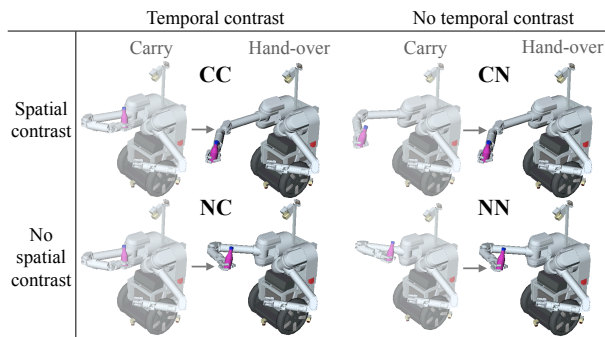 Temporal contrast No temporal contrast
Carry Hand-over Carry Hand-over
CC CN
Spatial
contrast
NC NN
No
spatial
contrast